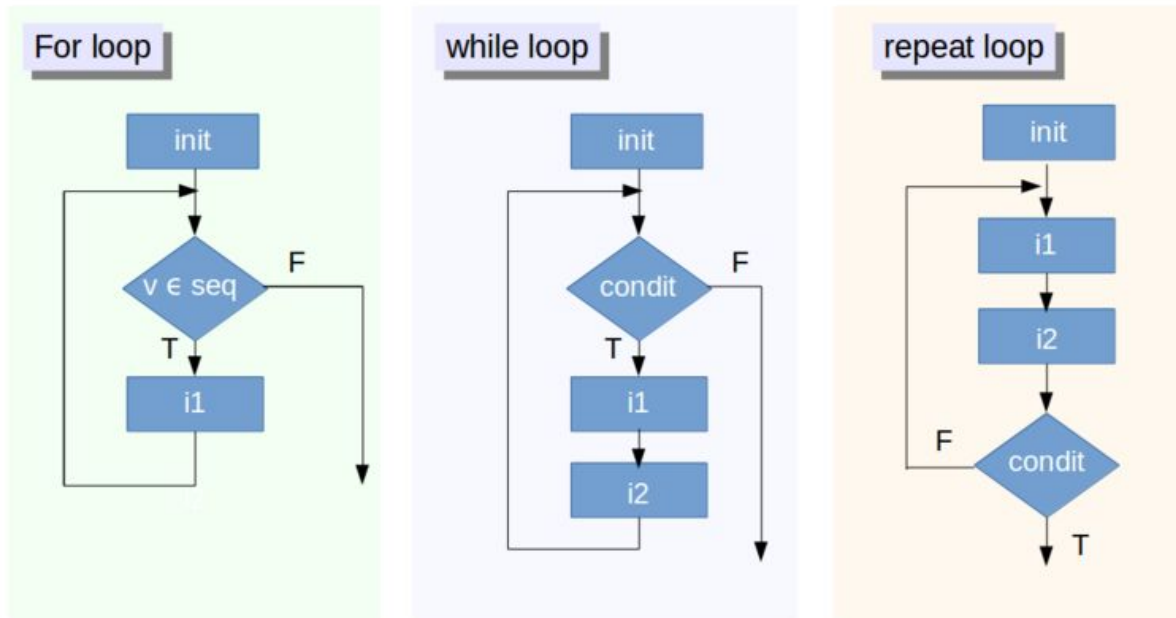 For loop
init
v ϵ seq
F
T
i1
while loop
init
condit
F
T
i1
i2
repeat loop
init
i1
i2
F
condit
T